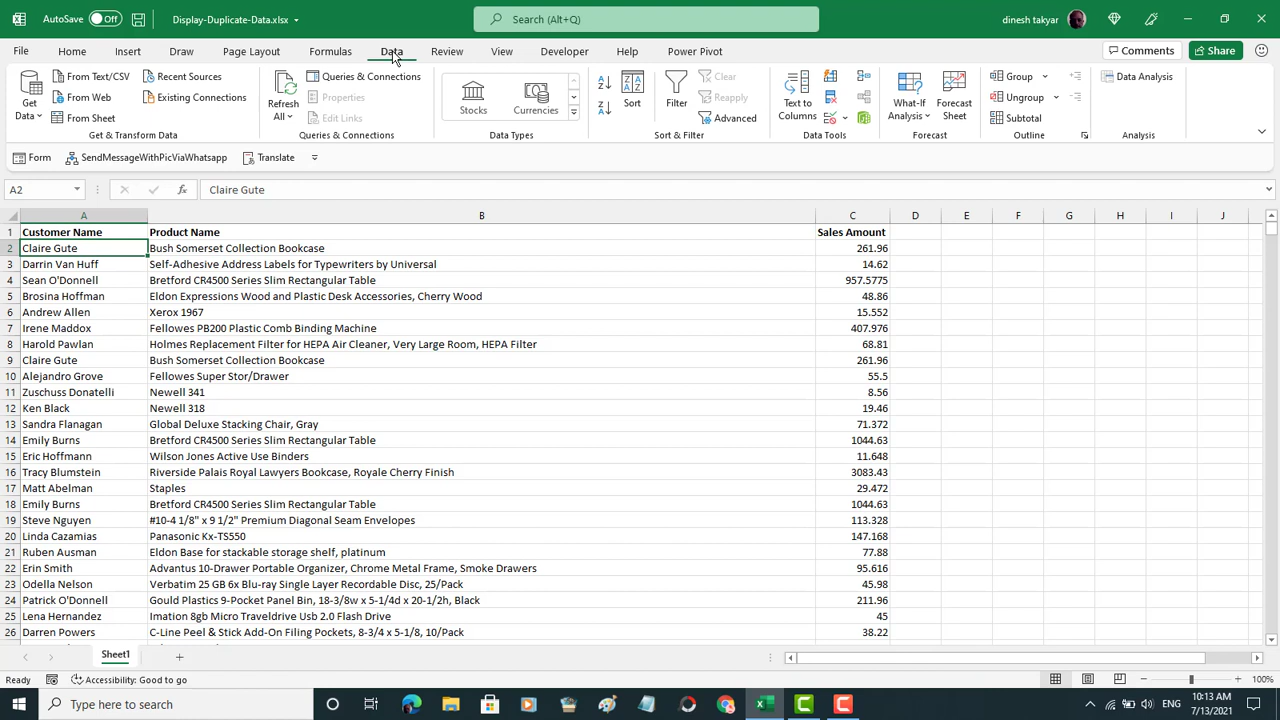 AutoSave Off Display-Duplicate-Data.xlsx Search (Alt+Q) dinesh takyar
File Home Insert Draw Page Layout Formulas Data Review View Developer Help Power Pivot Comments Share
Get Data From Text/CSV From Web From Sheet Recent Sources Existing Connections Refresh All Queries & Connections Properties Edit Links Stocks Currencies Sort Filter Clear Reapply Advanced Text to Columns What-If Analysis Forecast Sheet Group Ungroup Subtotal Data Analysis
Get & Transform Data Queries & Connections Data Types Sort & Filter Data Tools Forecast Outline Analysis
Form SendMessageWithPicViaWhatsapp Translate
A2 fx Claire Gute
A B C D E F G H I J
1 Customer Name Product Name Sales Amount
2 Claire Gute Bush Somerset Collection Bookcase 261.96
3 Darrin Van Huff Self-Adhesive Address Labels for Typewriters by Universal 14.62
4 Sean O'Donnell Bretford CR4500 Series Slim Rectangular Table 957.5775
5 Brosina Hoffman Eldon Expressions Wood and Plastic Desk Accessories, Cherry Wood 48.86
6 Andrew Allen Xerox 1967 15.552
7 Irene Maddox Fellowes PB200 Plastic Comb Binding Machine 407.976
8 Harold Pawlan Holmes Replacement Filter for HEPA Air Cleaner, Very Large Room, HEPA Filter 68.81
9 Claire Gute Bush Somerset Collection Bookcase 261.96
10 Alejandro Grove Fellowes Super Stor/Drawer 55.5
11 Zuschuss Donatelli Newell 341 8.56
12 Ken Black Newell 318 19.46
13 Sandra Flanagan Global Deluxe Stacking Chair, Gray 71.372
14 Emily Burns Bretford CR4500 Series Slim Rectangular Table 1044.63
15 Eric Hoffmann Wilson Jones Active Use Binders 11.648
16 Tracy Blumstein Riverside Palais Royal Lawyers Bookcase, Royale Cherry Finish 3083.43
17 Matt Abelman Staples 29.472
18 Emily Burns Bretford CR4500 Series Slim Rectangular Table 1044.63
19 Steve Nguyen #10-4 1/8" x 9 1/2" Premium Diagonal Seam Envelopes 113.328
20 Linda Cazamias Panasonic Kx-TS550 147.168
21 Ruben Ausman Eldon Base for stackable storage shelf, platinum 77.88
22 Erin Smith Advantus 10-Drawer Portable Organizer, Chrome Metal Frame, Smoke Drawers 95.616
23 Odella Nelson Verbatim 25 GB 6x Blu-ray Single Layer Recordable Disc, 25/Pack 45.98
24 Patrick O'Donnell Gould Plastics 9-Pocket Panel Bin, 18-3/8w x 5-1/4d x 20-1/2h, Black 211.96
25 Lena Hernandez Imation 8gb Micro Traveldrive Usb 2.0 Flash Drive 45
26 Darren Powers C-Line Peel & Stick Add-On Filing Pockets, 8-3/4 x 5-1/8, 10/Pack 38.22
Sheet1
Ready Accessibility: Good to go 100%
Type here to search ENG 10:13 AM
7/13/2021